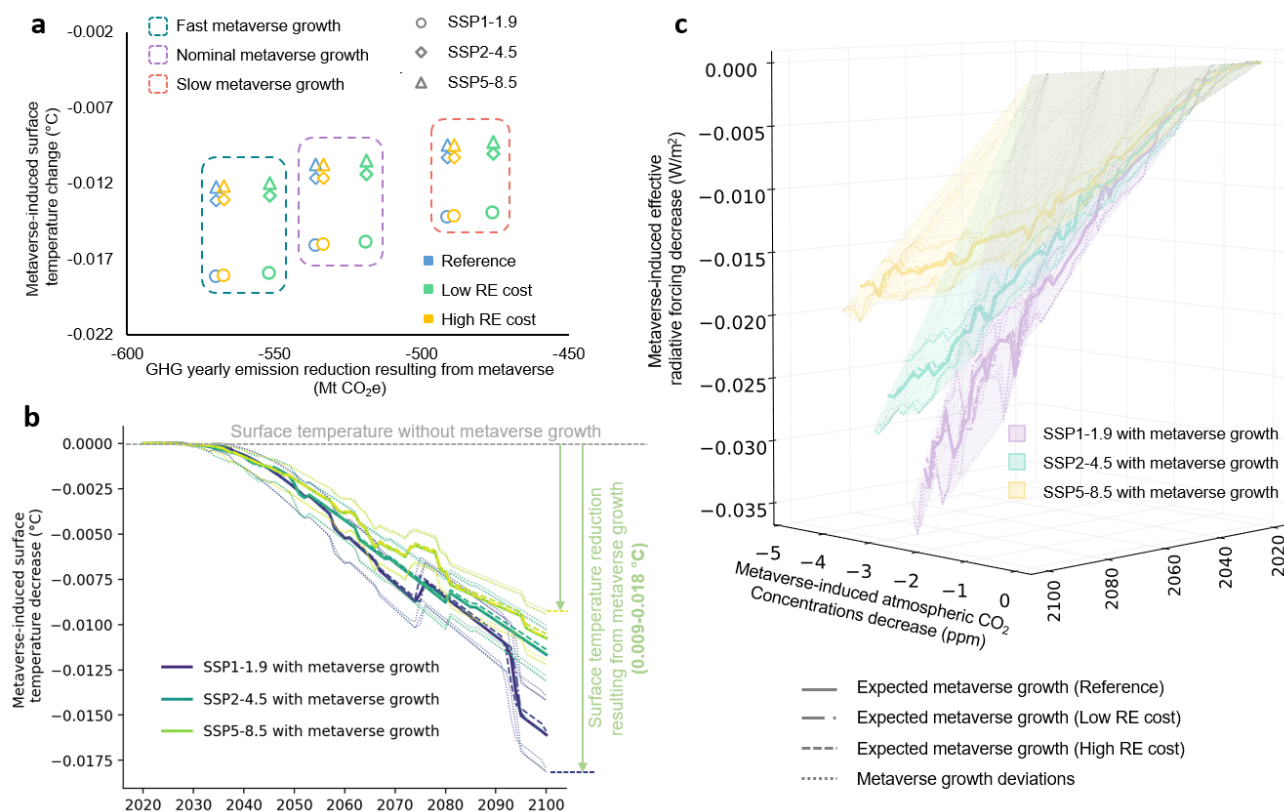 a
-0.002
-0.007
-0.012
-0.017
-0.022
Metaverse-induced surface
temperature change (°C)
Fast metaverse growth
Nominal metaverse growth
Slow metaverse growth
SSP1-1.9
SSP2-4.5
SSP5-8.5
Reference
Low RE cost
High RE cost
-600
-550
-500
-450
GHG yearly emission reduction resulting from metaverse
(Mt CO₂e)
b
0.0000
−0.0025
−0.0050
−0.0075
−0.0100
−0.0125
−0.0150
−0.0175
Metaverse-induced surface
temperature decrease (°C)
Surface temperature without metaverse growth
Surface temperature reduction
resulting from metaverse growth
(0.009-0.018 °C)
SSP1-1.9 with metaverse growth
SSP2-4.5 with metaverse growth
SSP5-8.5 with metaverse growth
2020 2030 2040 2050 2060 2070 2080 2090 2100
c
0.000
−0.005
−0.010
−0.015
−0.020
−0.025
−0.030
−0.035
Metaverse-induced effective
radiative forcing decrease (W/m²)
SSP1-1.9 with metaverse growth
SSP2-4.5 with metaverse growth
SSP5-8.5 with metaverse growth
−5
−4
−3
−2
−1
0
Metaverse-induced atmospheric CO₂
Concentrations decrease (ppm)
2100
2080
2060
2040
2020
Expected metaverse growth (Reference)
Expected metaverse growth (Low RE cost)
Expected metaverse growth (High RE cost)
Metaverse growth deviations